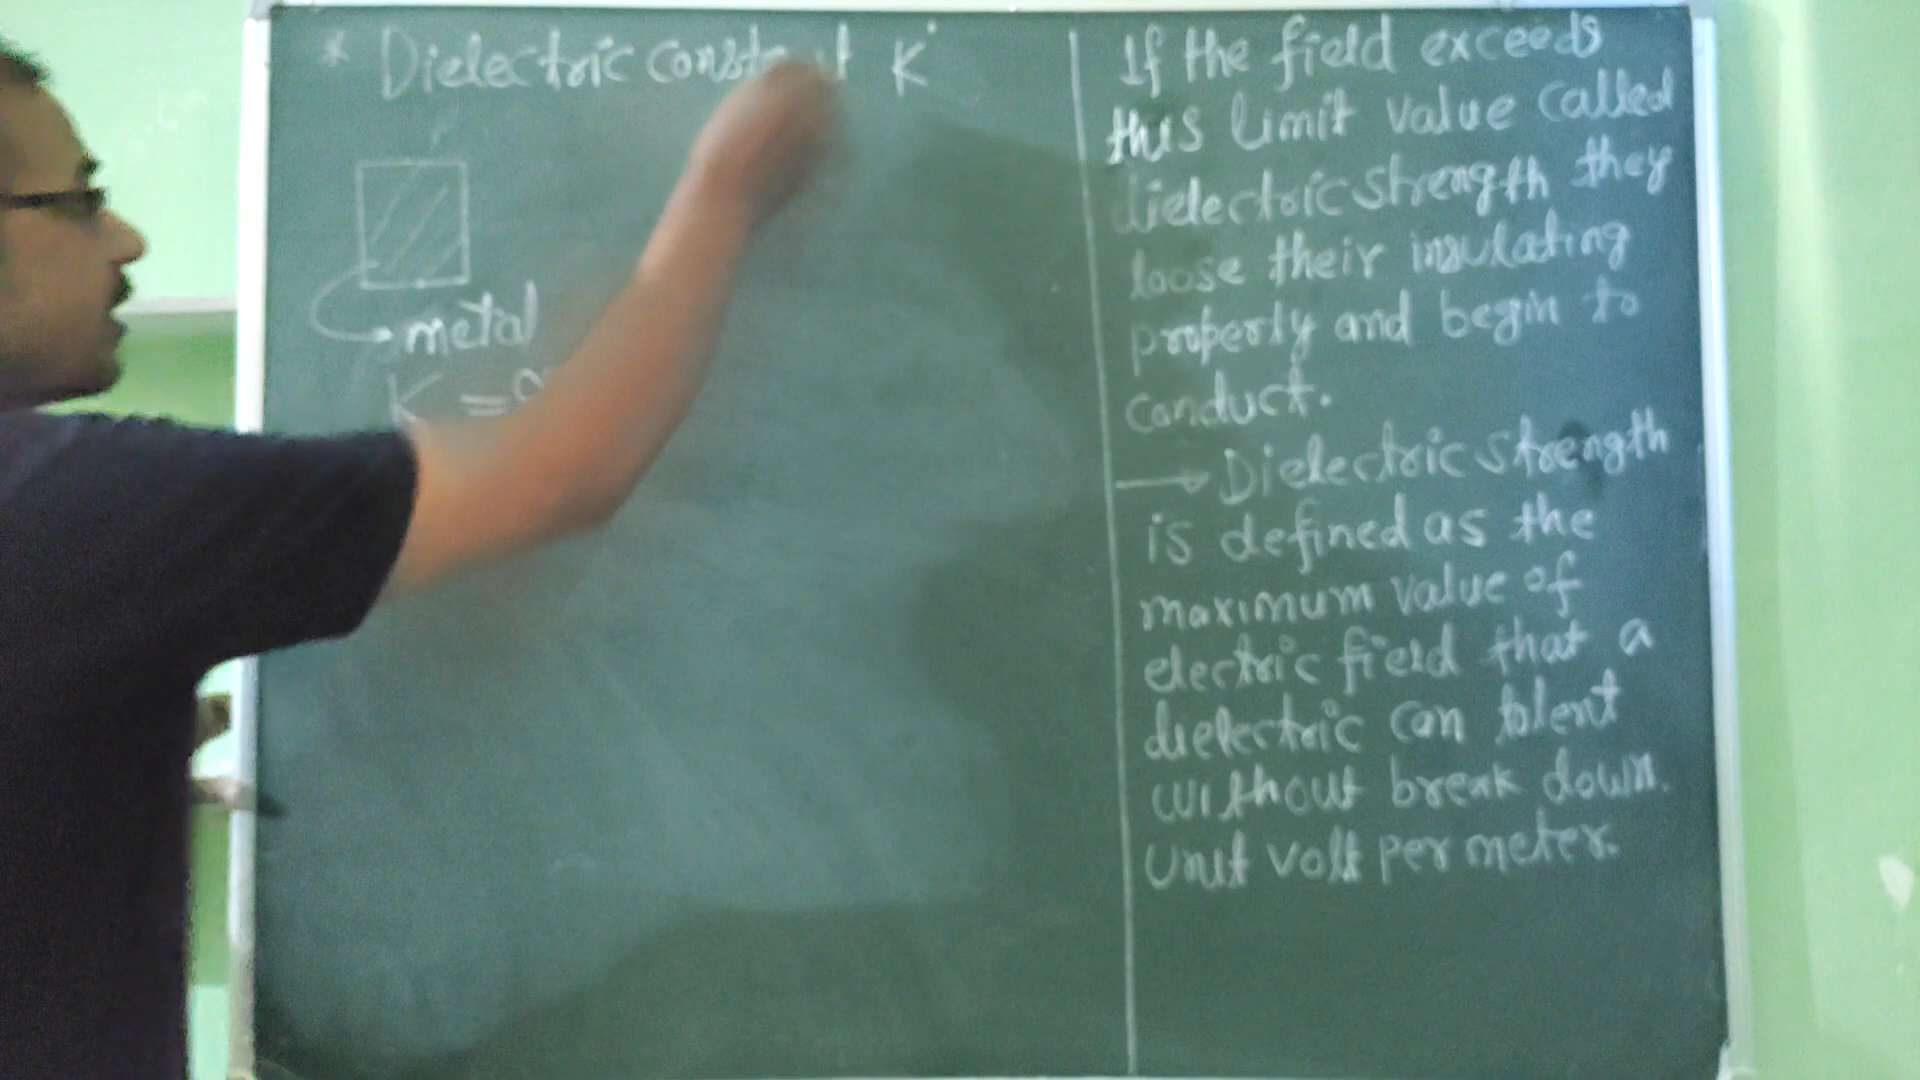 * Dielectric constant K
metal
K =
If the field exceeds
this limit value called
dielectric strength they
loose their insulating
properly and begin to
conduct.
→ Dielectric strength
is defined as the
maximum value of
electric field that a
dielectric can tolent
without break down.
Unit volt per meter.